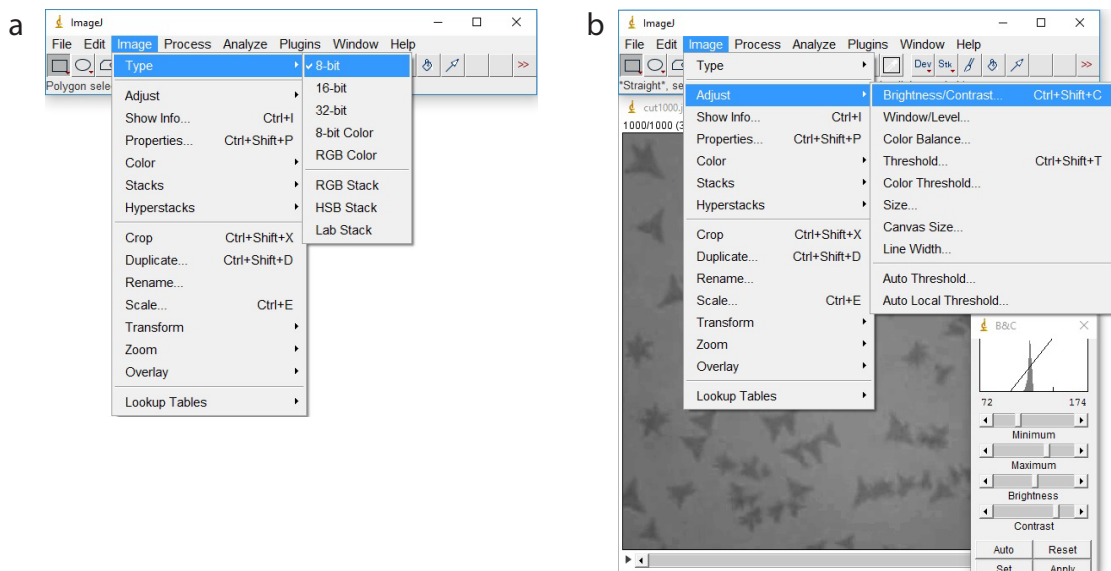 a
ImageJ
File Edit Image Process Analyze Plugins Window Help
>>
Polygon sele
Type
8-bit
16-bit
32-bit
8-bit Color
RGB Color
RGB Stack
HSB Stack
Lab Stack
Adjust
Show Info... Ctrl+I
Properties... Ctrl+Shift+P
Color
Stacks
Hyperstacks
Crop Ctrl+Shift+X
Duplicate... Ctrl+Shift+D
Rename...
Scale... Ctrl+E
Transform
Zoom
Overlay
Lookup Tables
b
ImageJ
File Edit Image Process Analyze Plugins Window Help
Dev Stk >>
*Straight*, se
cut1000.j
1000/1000 (3
Type
Adjust
Show Info... Ctrl+I
Properties... Ctrl+Shift+P
Color
Stacks
Hyperstacks
Crop Ctrl+Shift+X
Duplicate... Ctrl+Shift+D
Rename...
Scale... Ctrl+E
Transform
Zoom
Overlay
Lookup Tables
Brightness/Contrast... Ctrl+Shift+C
Window/Level...
Color Balance...
Threshold... Ctrl+Shift+T
Color Threshold...
Size...
Canvas Size...
Line Width...
Auto Threshold...
Auto Local Threshold...
B&C
72 174
Minimum
Maximum
Brightness
Contrast
Auto Reset
Set Apply